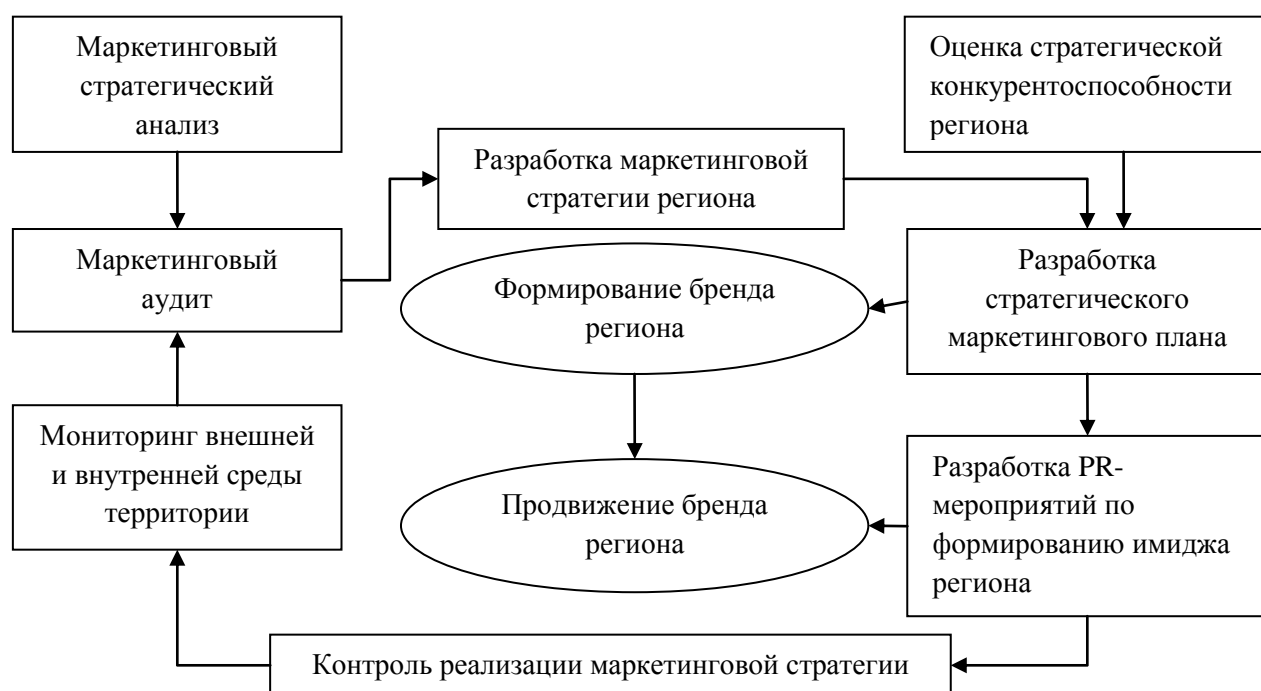 Маркетинговый
стратегический
анализ
Оценка стратегической
конкурентоспособности
региона
Разработка маркетинговой
стратегии региона
Маркетинговый
аудит
Формирование бренда
региона
Разработка
стратегического
маркетингового плана
Мониторинг внешней
и внутренней среды
территории
Продвижение бренда
региона
Разработка PR-
мероприятий по
формированию имиджа
региона
Контроль реализации маркетинговой стратегии